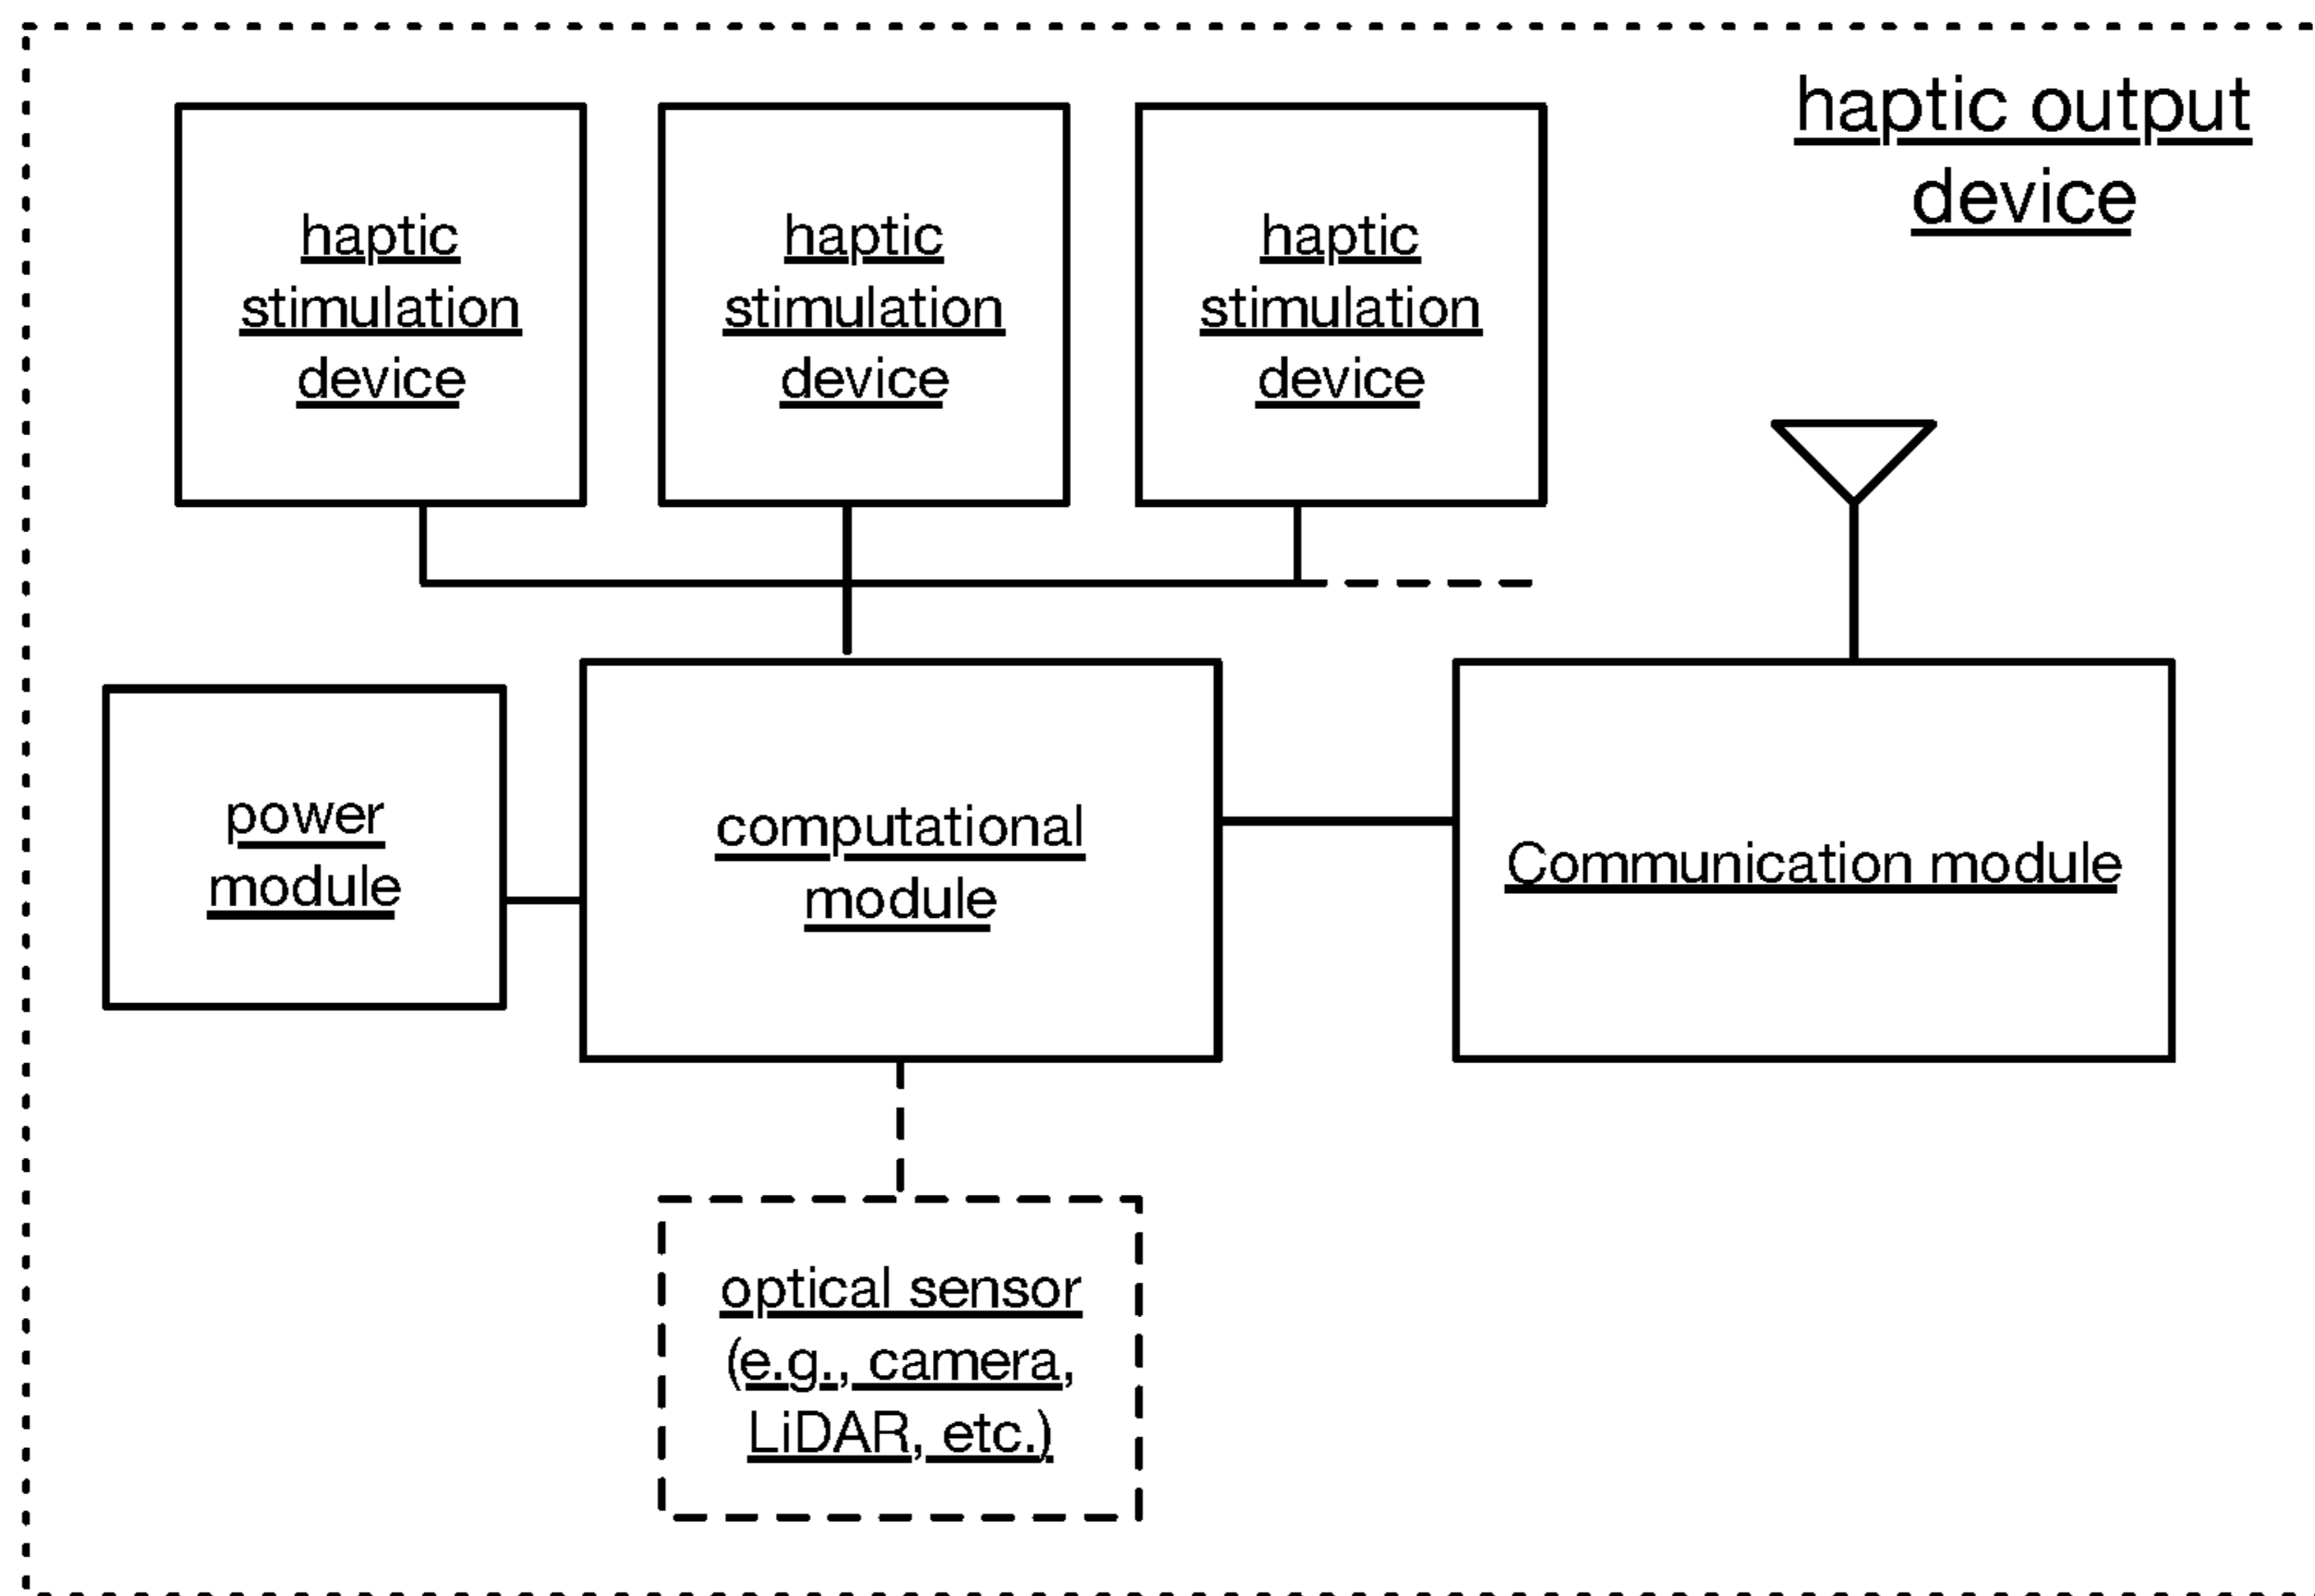 haptic output
device
haptic
stimulation
device
haptic
stimulation
device
haptic
stimulation
device
power
module
computational
module
Communication module
optical sensor
(e.g., camera,
LiDAR, etc.)